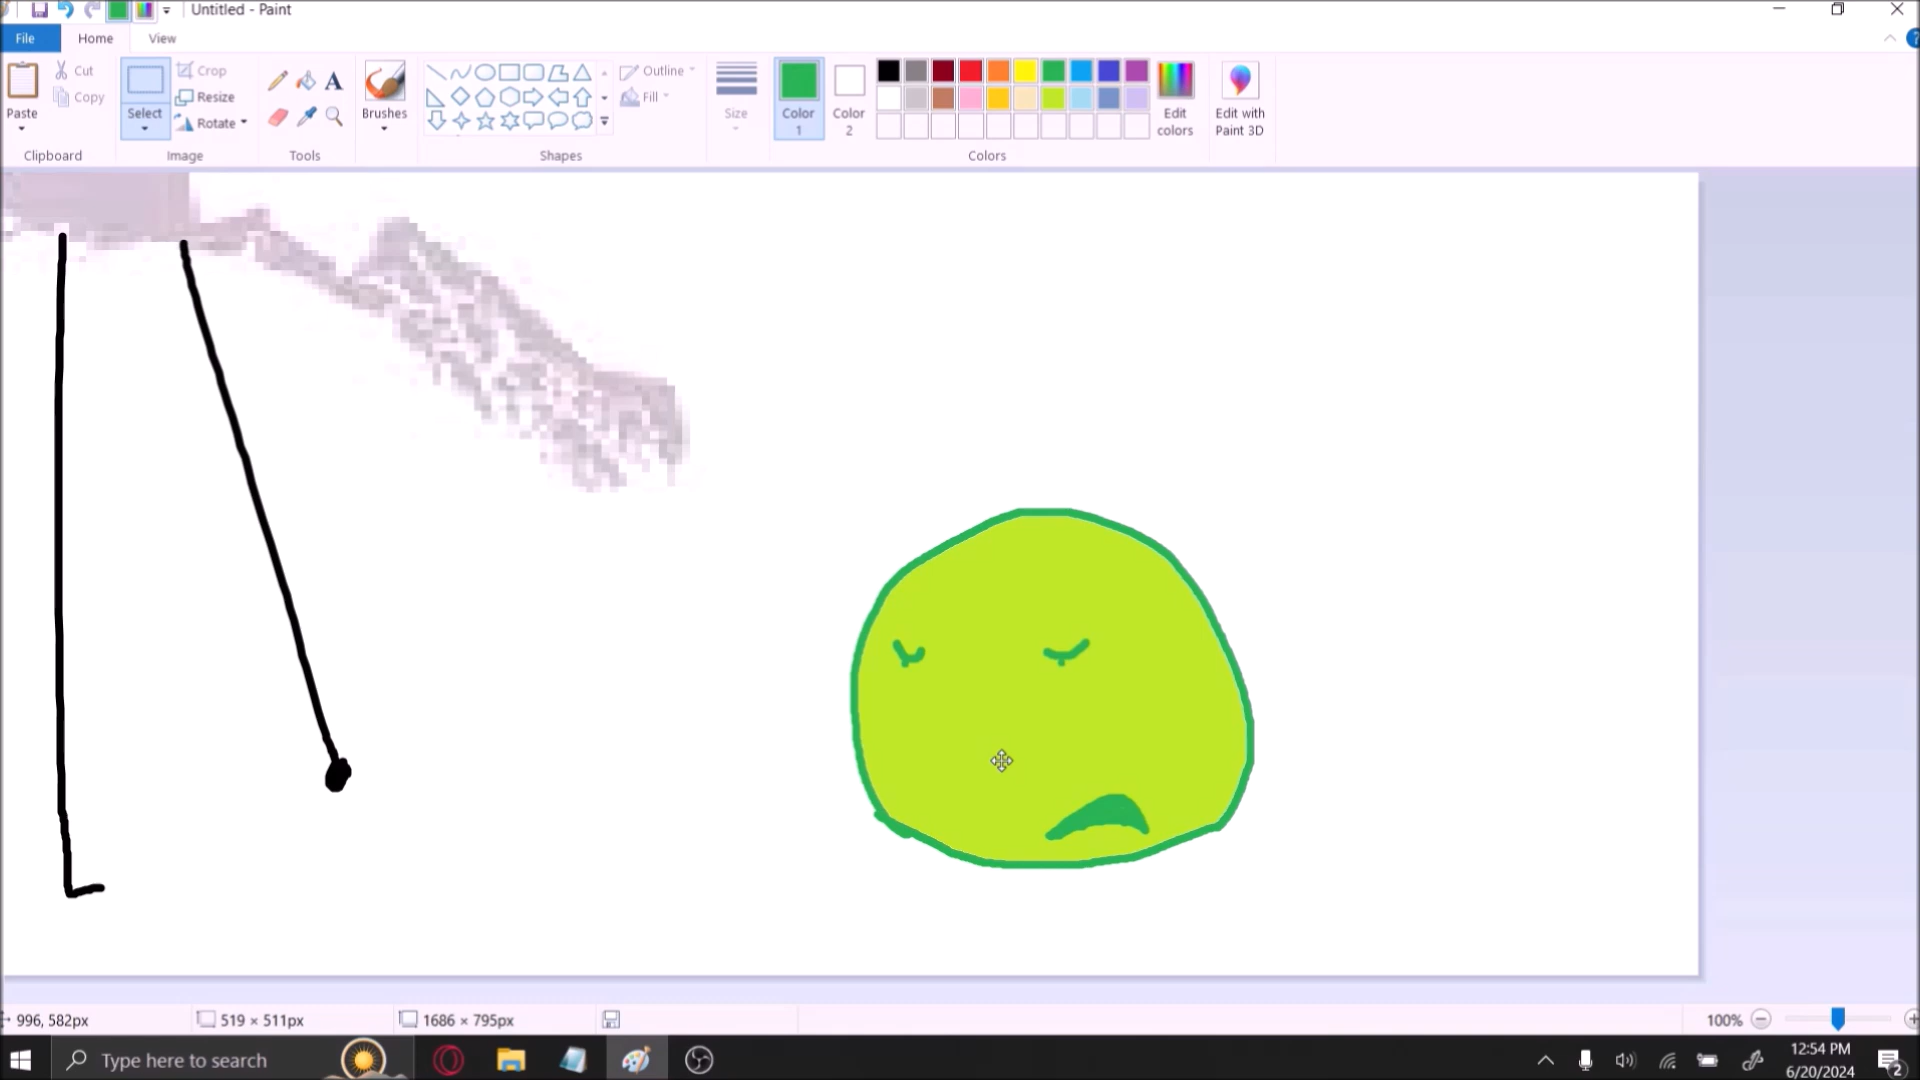 Untitled - Paint
File Home View
Paste
Cut
Copy
Clipboard
Select
Crop
Resize
Rotate
Image
A
Tools
Brushes
Outline
Fill
Shapes
Size
Color 1
Color 2
Colors
Edit colors
Edit with Paint 3D
996, 582px
519 × 511px
1686 × 795px
100%
Type here to search
12:54 PM
6/20/2024
2